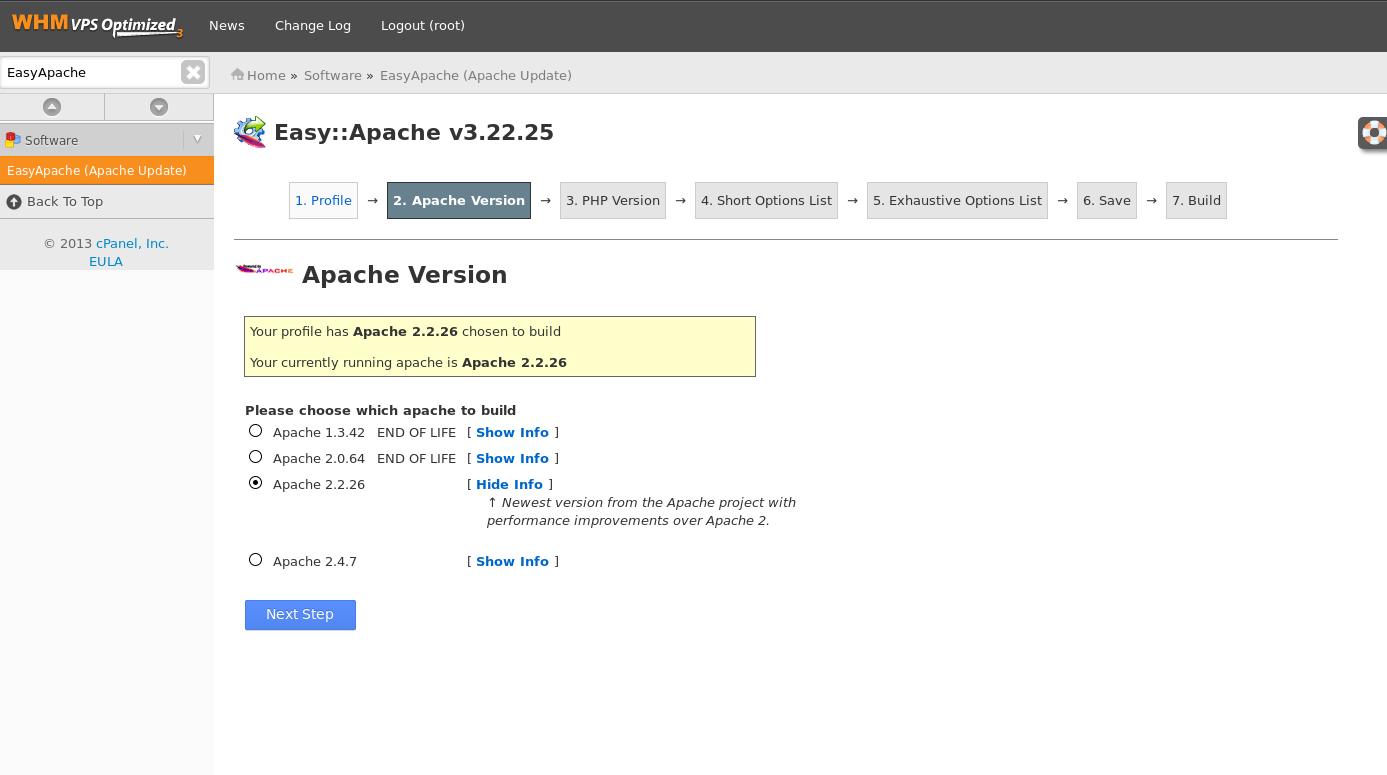 WHM VPS Optimized 3 News Change Log Logout (root)
EasyApache
Home » Software » EasyApache (Apache Update)
Software
EasyApache (Apache Update)
Back To Top
© 2013 cPanel, Inc.
EULA
Easy::Apache v3.22.25
1. Profile → 2. Apache Version → 3. PHP Version → 4. Short Options List → 5. Exhaustive Options List → 6. Save → 7. Build
APACHE Apache Version
Your profile has Apache 2.2.26 chosen to build
Your currently running apache is Apache 2.2.26
Please choose which apache to build
Apache 1.3.42 END OF LIFE [ Show Info ]
Apache 2.0.64 END OF LIFE [ Show Info ]
Apache 2.2.26 [ Hide Info ]
↑ Newest version from the Apache project with
performance improvements over Apache 2.
Apache 2.4.7 [ Show Info ]
Next Step